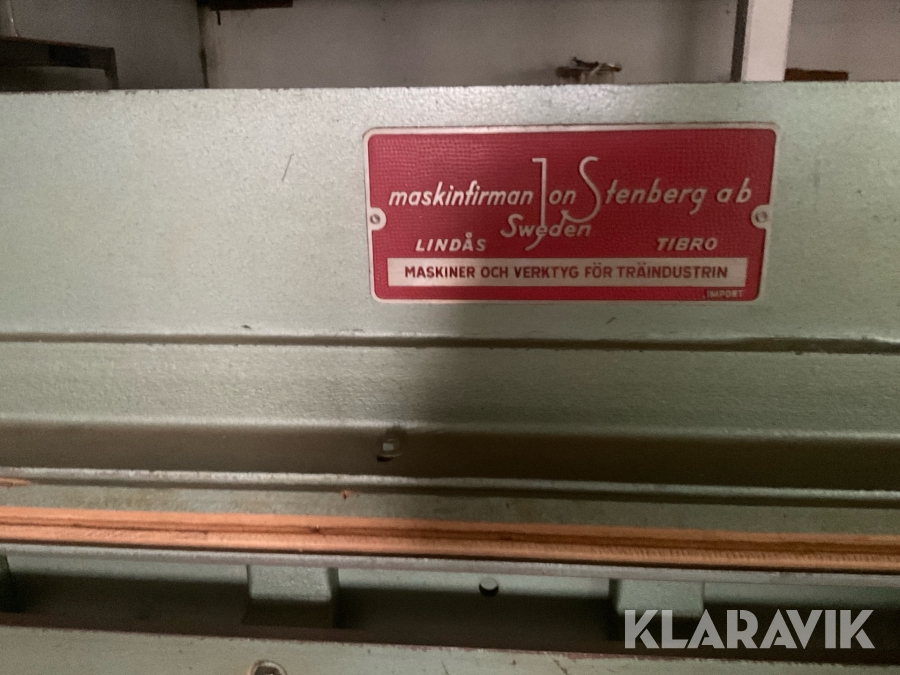 maskinfirman Jon Stenberg ab
Sweden
LINDÅS TIBRO
MASKINER OCH VERKTYG FÖR TRÄINDUSTRIN
IMPORT
KLARAVIK